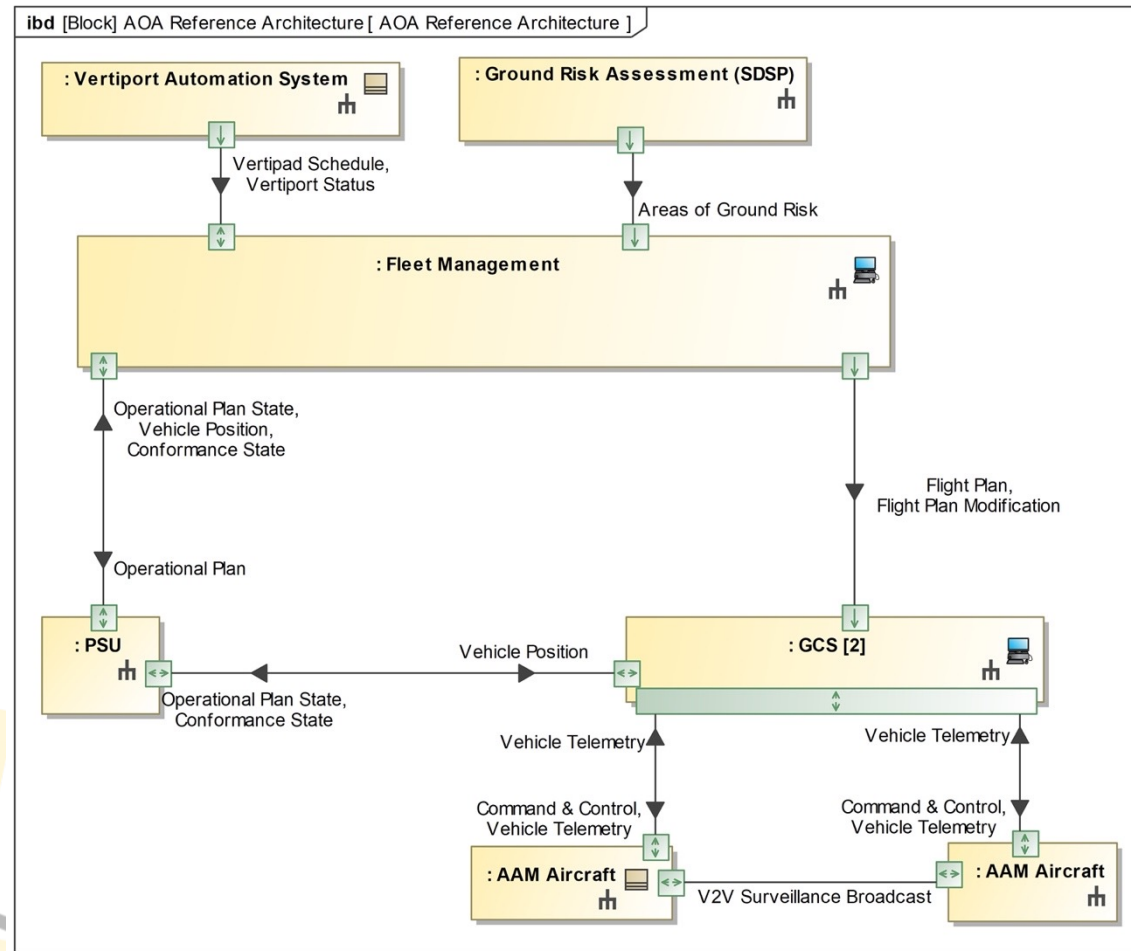 ibd [Block] AOA Reference Architecture [ AOA Reference Architecture ]
: Vertiport Automation System
: Ground Risk Assessment (SDSP)
Vertipad Schedule,
Vertiport Status
Areas of Ground Risk
: Fleet Management
Operational Plan State,
Vehicle Position,
Conformance State
Flight Plan,
Flight Plan Modification
Operational Plan
: PSU
Vehicle Position
: GCS [2]
Operational Plan State,
Conformance State
Vehicle Telemetry
Vehicle Telemetry
Command & Control,
Vehicle Telemetry
Command & Control,
Vehicle Telemetry
: AAM Aircraft
V2V Surveillance Broadcast
: AAM Aircraft